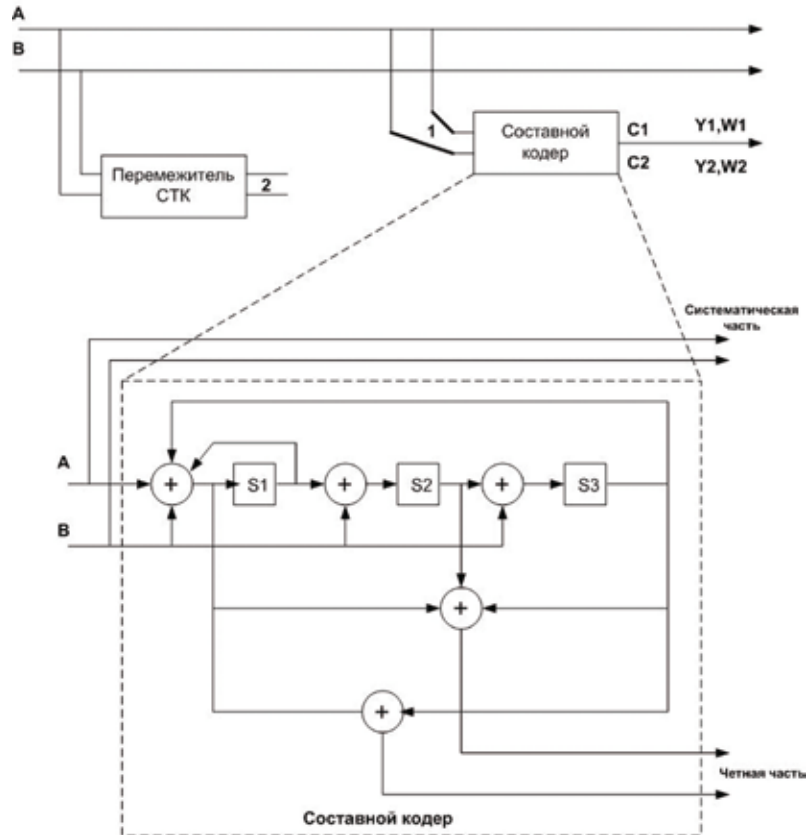 A
B
1
Составной
кодер
C1
C2
Y1,W1
Y2,W2
Перемежитель
СТК
2
Систематическая
часть
A
B
+
S1
+
S2
+
S3
+
+
Четная часть
Составной кодер